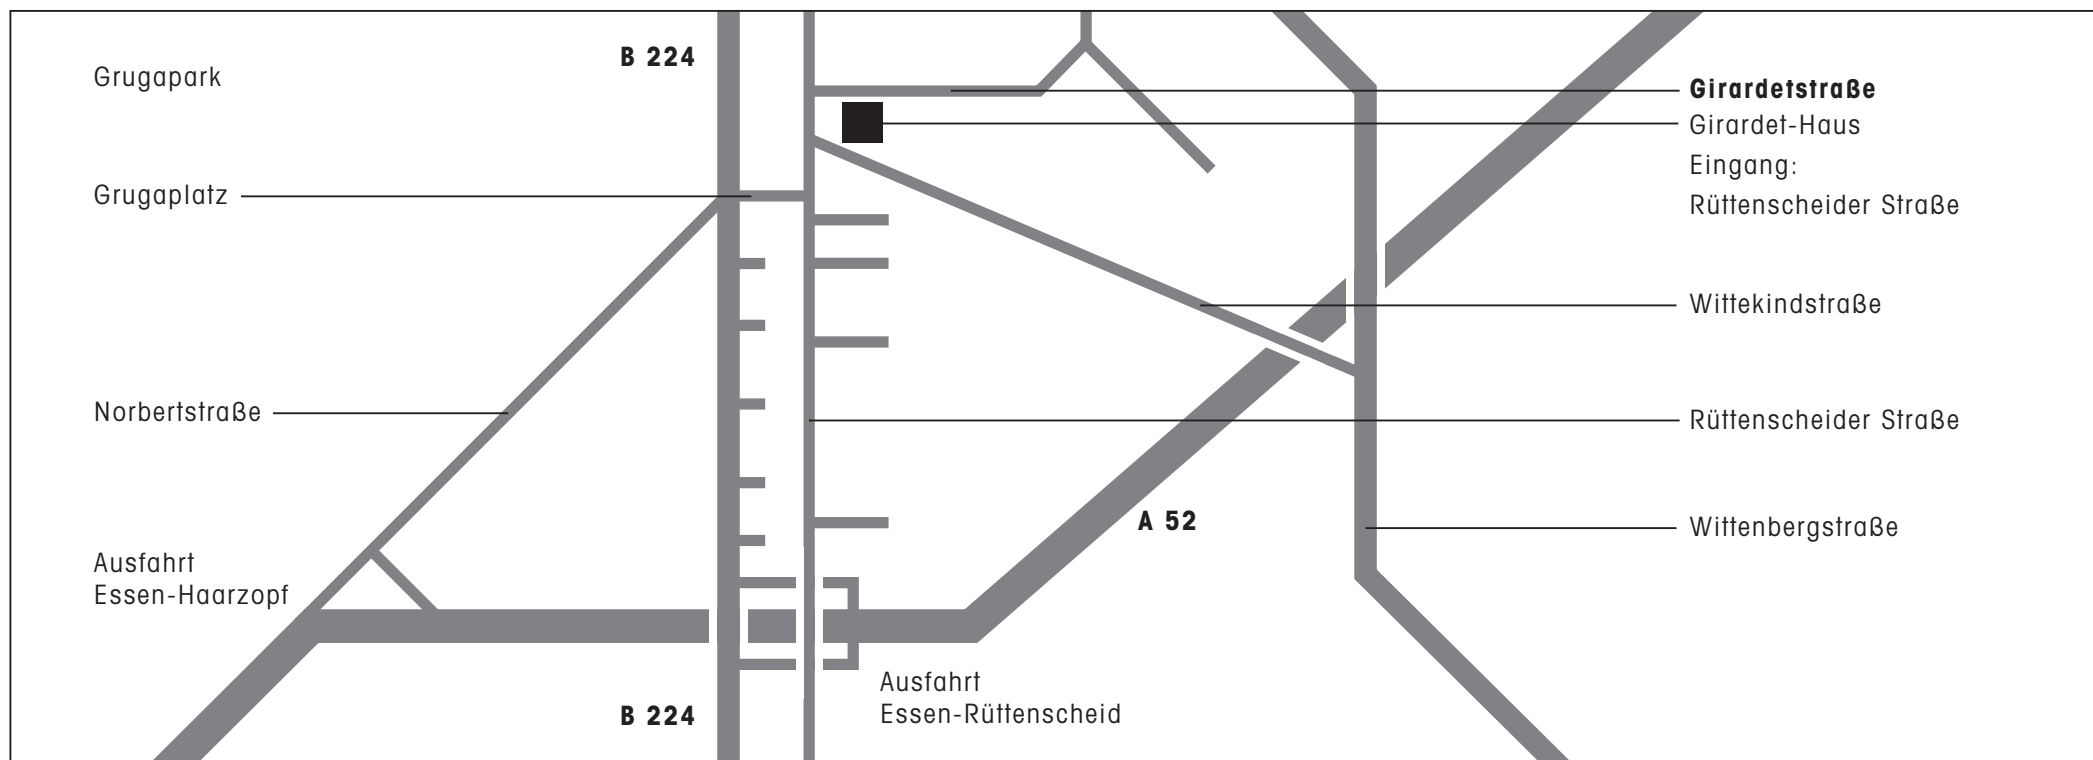 B 224
Grugapark
Girardetstraße
Girardet-Haus
Eingang:
Rüttenscheider Straße
Grugaplatz
Wittekindstraße
Norbertstraße
Rüttenscheider Straße
A 52
Wittenbergstraße
Ausfahrt
Essen-Haarzopf
Ausfahrt
Essen-Rüttenscheid
B 224